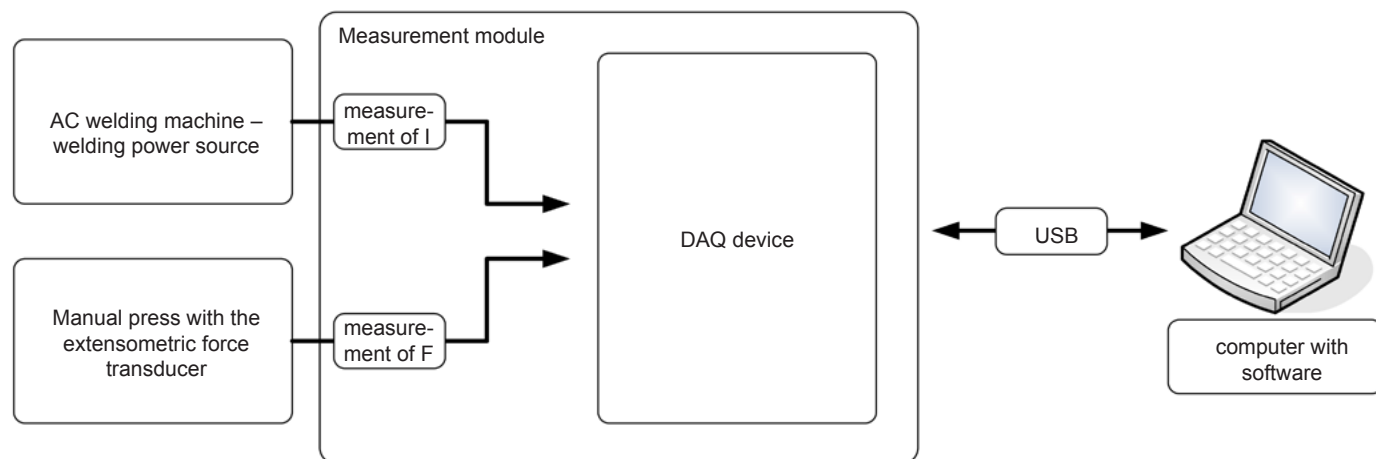 Measurement module
AC welding machine –
welding power source
measure-
ment of I
Manual press with the
extensometric force
transducer
measure-
ment of F
DAQ device
USB
computer with
software